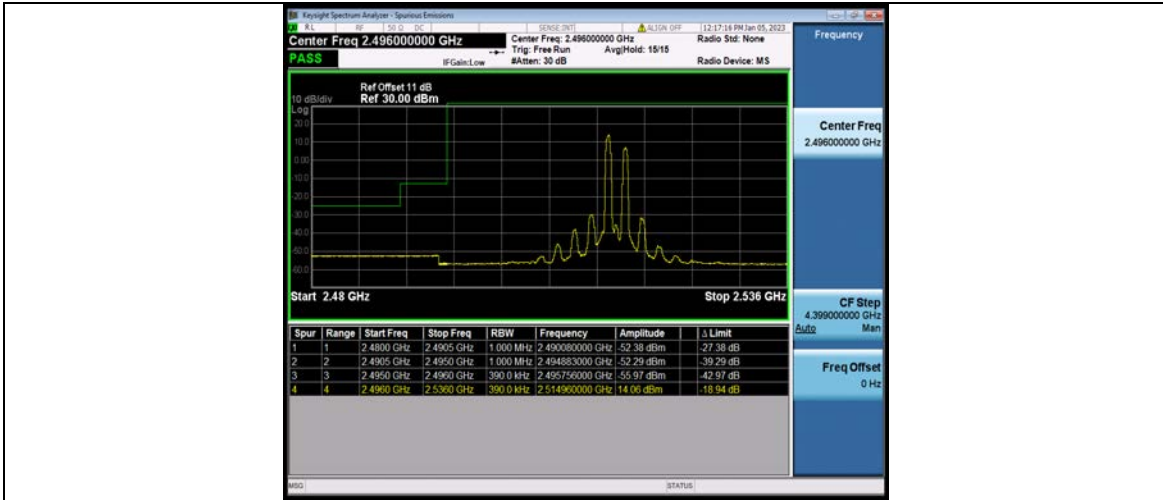 Keysight Spectrum Analyzer - Spurious Emissions
RL RF 50 Ω DC SENSE:INT ALIGN OFF 12:17:16 PM Jan 05, 2023
Center Freq 2.496000000 GHz
Center Freq: 2.496000000 GHz
Radio Std: None
Trig: Free Run Avg|Hold: 15/15
PASS
IFGain:Low
#Atten: 30 dB
Radio Device: MS
Ref Offset 11 dB
10 dB/div Ref 30.00 dBm
Log
20.0
10.0
0.00
-10.0
-20.0
-30.0
-40.0
-50.0
-60.0
Start 2.48 GHz Stop 2.536 GHz
Spur Range Start Freq Stop Freq RBW Frequency Amplitude Δ Limit
1 1 2.4800 GHz 2.4905 GHz 1.000 MHz 2.490080000 GHz -52.38 dBm -27.38 dB
2 2 2.4905 GHz 2.4950 GHz 1.000 MHz 2.494883000 GHz -52.29 dBm -39.29 dB
3 3 2.4950 GHz 2.4960 GHz 390.0 kHz 2.495756000 GHz -55.97 dBm -42.97 dB
4 4 2.4960 GHz 2.5360 GHz 390.0 kHz 2.514960000 GHz 14.06 dBm -18.94 dB
MSG STATUS
Frequency
Center Freq
2.496000000 GHz
CF Step
4.399000000 GHz
Auto Man
Freq Offset
0 Hz